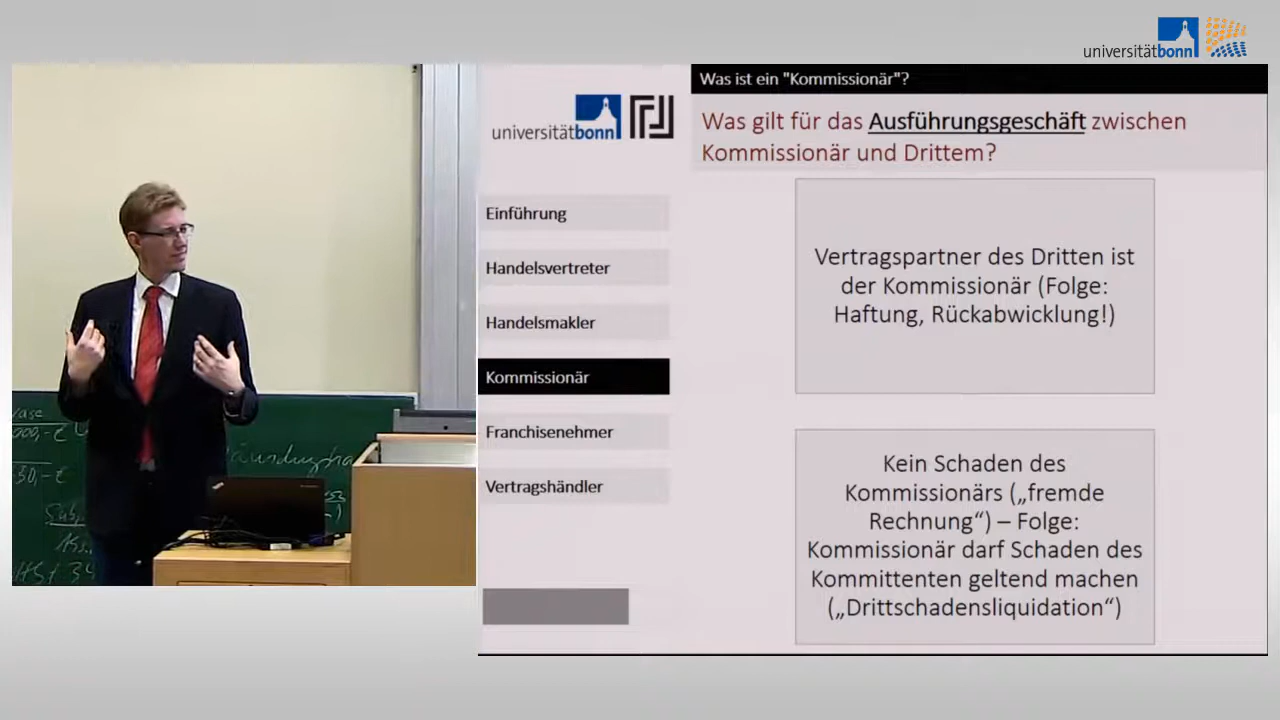 universitätbonn
Was ist ein "Kommissionär"?
universitätbonn
Was gilt für das Ausführungsgeschäft zwischen
Kommissionär und Drittem?
Einführung
Handelsvertreter
Handelsmakler
Kommissionär
Franchisenehmer
Vertragshändler
Vertragspartner des Dritten ist
der Kommissionär (Folge:
Haftung, Rückabwicklung!)
Kein Schaden des
Kommissionärs („fremde
Rechnung“) – Folge:
Kommissionär darf Schaden des
Kommittenten geltend machen
(„Drittschadensliquidation“)